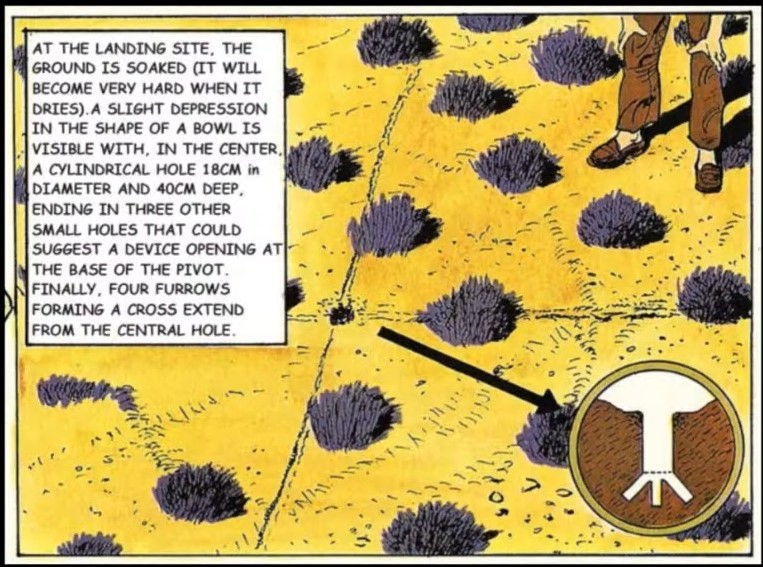 AT THE LANDING SITE, THE
GROUND IS SOAKED (IT WILL
BECOME VERY HARD WHEN IT
DRIES). A SLIGHT DEPRESSION
IN THE SHAPE OF A BOWL IS
VISIBLE WITH, IN THE CENTER,
A CYLINDRICAL HOLE 18CM in
DIAMETER AND 40CM DEEP,
ENDING IN THREE OTHER
SMALL HOLES THAT COULD
SUGGEST A DEVICE OPENING AT
THE BASE OF THE PIVOT.
FINALLY, FOUR FURROWS
FORMING A CROSS EXTEND
FROM THE CENTRAL HOLE.